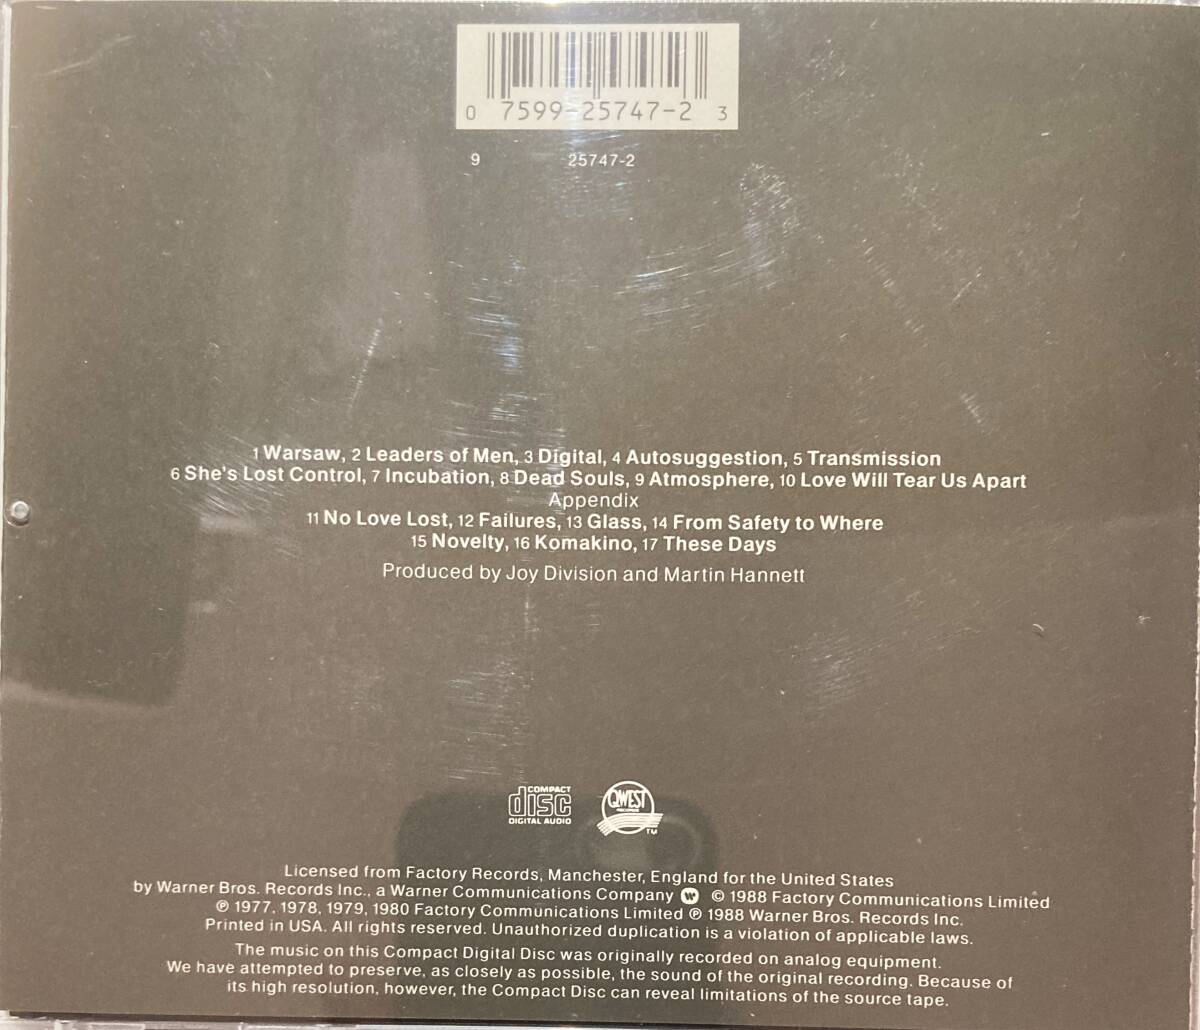 0 7599-25747-2 3
9 25747-2
1 Warsaw, 2 Leaders of Men, 3 Digital, 4 Autosuggestion, 5 Transmission
6 She's Lost Control, 7 Incubation, 8 Dead Souls, 9 Atmosphere, 10 Love Will Tear Us Apart
Appendix
11 No Love Lost, 12 Failures, 13 Glass, 14 From Safety to Where
15 Novelty, 16 Komakino, 17 These Days
Produced by Joy Division and Martin Hannett
COMPACT
disc
DIGITAL AUDIO
QWEST
RECORDS
TM
Licensed from Factory Records, Manchester, England for the United States
by Warner Bros. Records Inc., a Warner Communications Company © 1988 Factory Communications Limited
℗ 1977, 1978, 1979, 1980 Factory Communications Limited ℗ 1988 Warner Bros. Records Inc.
Printed in USA. All rights reserved. Unauthorized duplication is a violation of applicable laws.
The music on this Compact Digital Disc was originally recorded on analog equipment.
We have attempted to preserve, as closely as possible, the sound of the original recording. Because of
its high resolution, however, the Compact Disc can reveal limitations of the source tape.